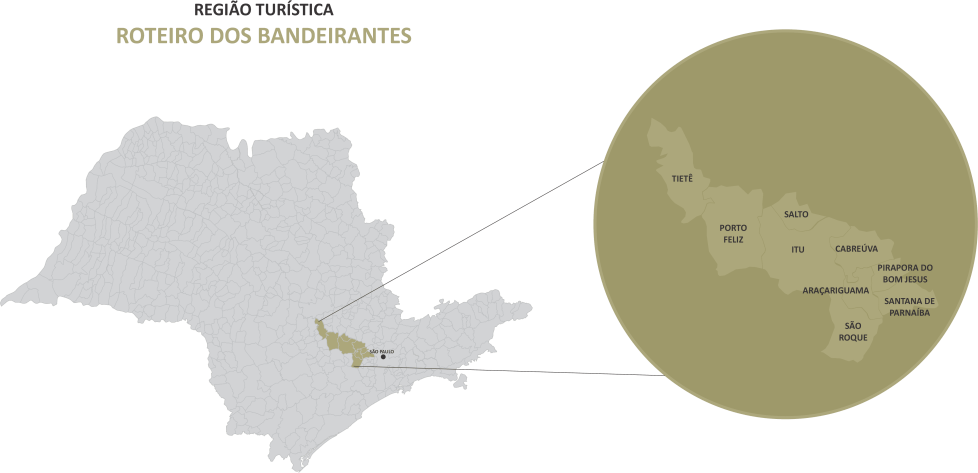 REGIÃO TURÍSTICA
ROTEIRO DOS BANDEIRANTES
TIETÊ
SALTO
PORTO
FELIZ
ITU
CABREÚVA
PIRAPORA DO
BOM JESUS
ARAÇARIGUAMA
SANTANA DE
PARNAÍBA
SÃO
ROQUE
SÃO PAULO